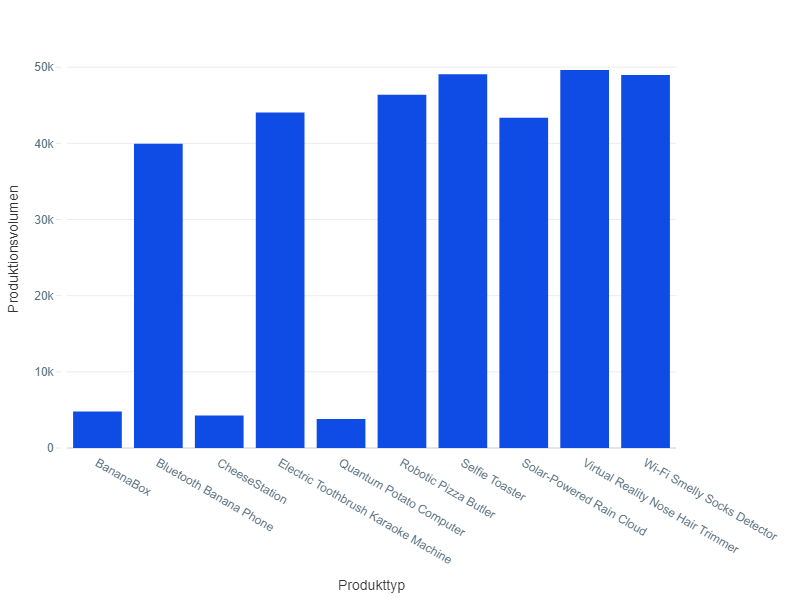 Produktionsvolumen
50k
40k
30k
20k
10k
0
BananaBox
Bluetooth Banana Phone
CheeseStation
Electric Toothbrush Karaoke Machine
Quantum Potato Computer
Robotic Pizza Butler
Selfie Toaster
Solar-Powered Rain Cloud
Virtual Reality Nose Hair Trimmer
Wi-Fi Smelly Socks Detector
Produkttyp